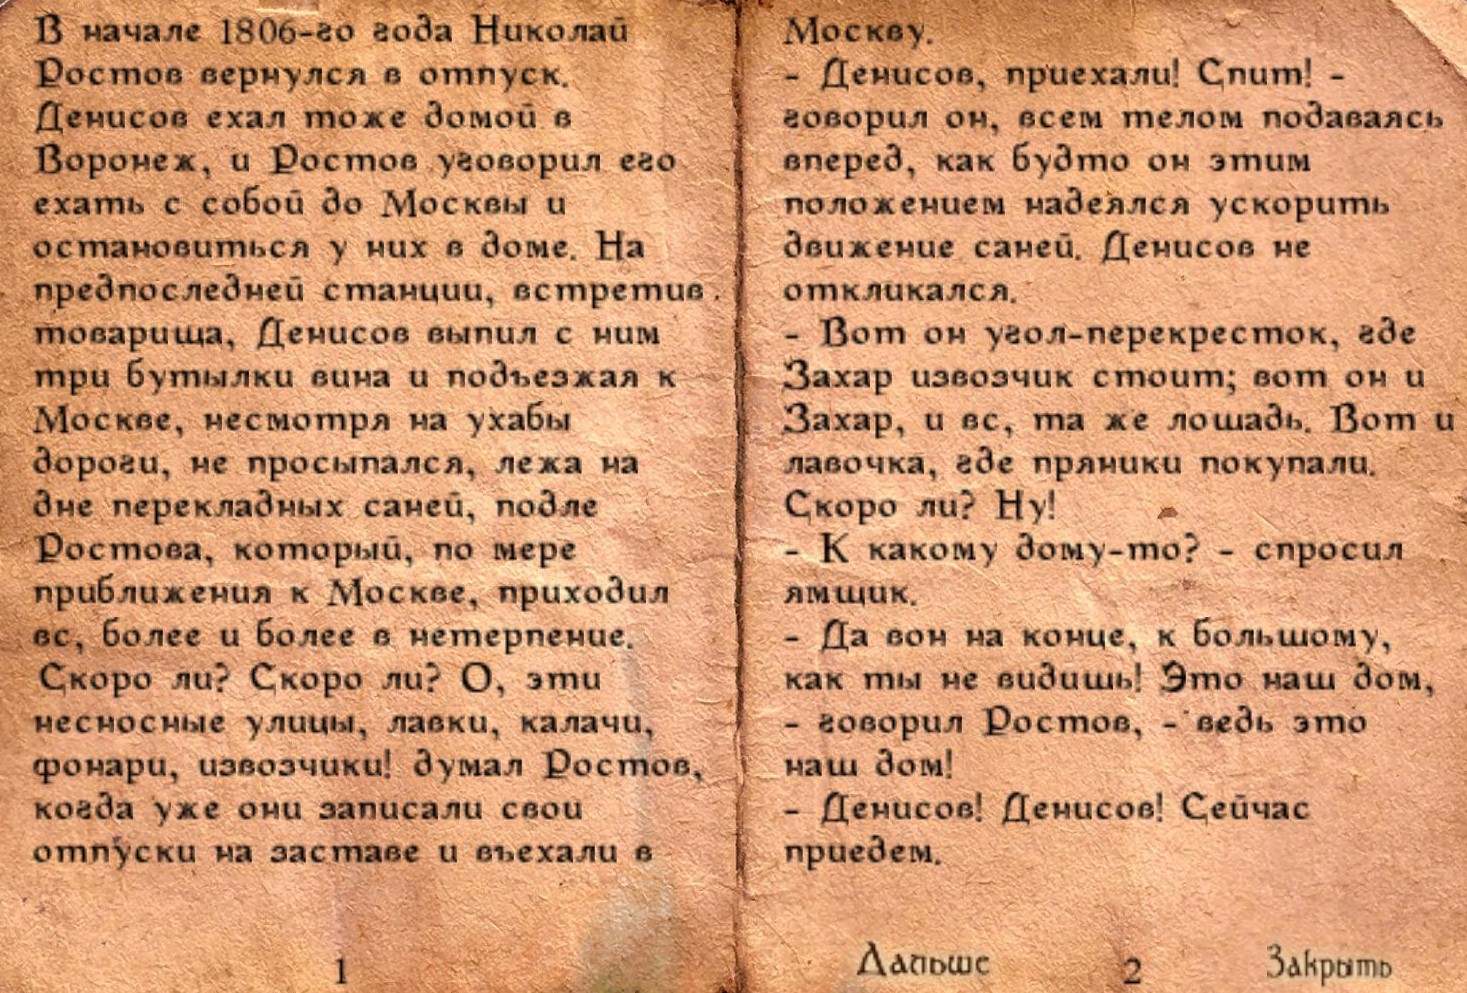 В начале 1806-го года Николай
Ростов вернулся в отпуск.
Денисов ехал тоже домой в
Воронеж, и Ростов уговорил его
ехать с собой до Москвы и
остановиться у них в доме. На
предпоследней станции, встретив
товарища, Денисов выпил с ним
три бутылки вина и подъезжая к
Москве, несмотря на ухабы
дороги, не просыпался, лежа на
дне перекладных саней, подле
Ростова, который, по мере
приближения к Москве, приходил
вс, более и более в нетерпение.
Скоро ли? Скоро ли? О, эти
несносные улицы, лавки, калачи,
фонари, извозчики! думал Ростов,
когда уже они записали свои
отпуски на заставе и въехали в
1
Москву.
- Денисов, приехали! Спит! -
говорил он, всем телом подаваясь
вперед, как будто он этим
положением надеялся ускорить
движение саней. Денисов не
откликался.
- Вот он угол-перекресток, где
Захар извозчик стоит; вот он и
Захар, и вс, та же лошадь. Вот и
лавочка, где пряники покупали.
Скоро ли? Ну!
- К какому дому-то? - спросил
ямщик.
- Да вон на конце, к большому,
как ты не видишь! Это наш дом,
- говорил Ростов, - ведь это
наш дом!
- Денисов! Денисов! Сейчас
приедем.
Дальше 2 Закрыть